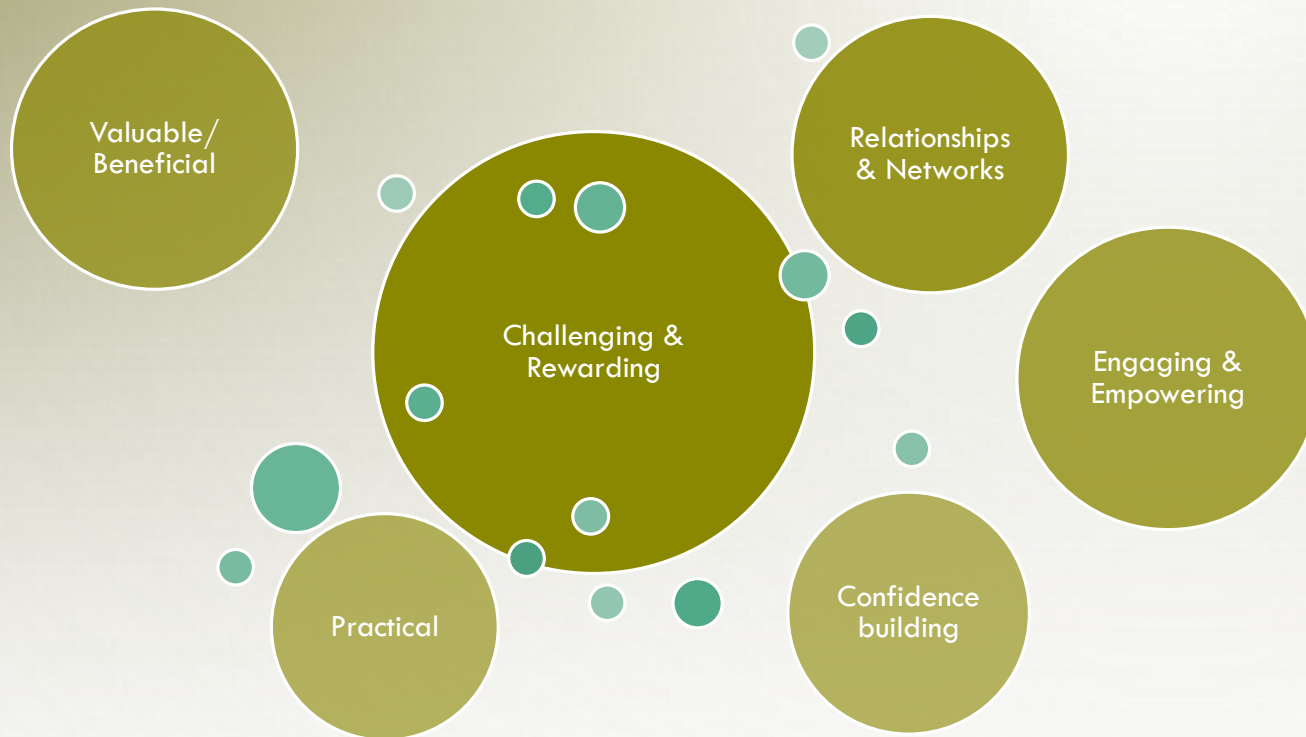 Valuable/
Beneficial
Relationships
& Networks
Challenging &
Rewarding
Engaging &
Empowering
Practical
Confidence
building